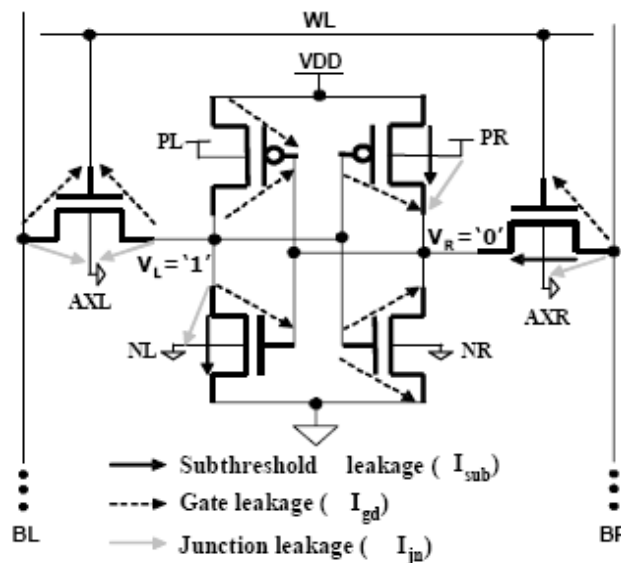 WL
VDD
PL
PR
V_L='1'
V_R='0'
AXL
AXR
NL
NR
Subthreshold leakage ( I_sub)
Gate leakage ( I_gd)
Junction leakage ( I_jn)
BL